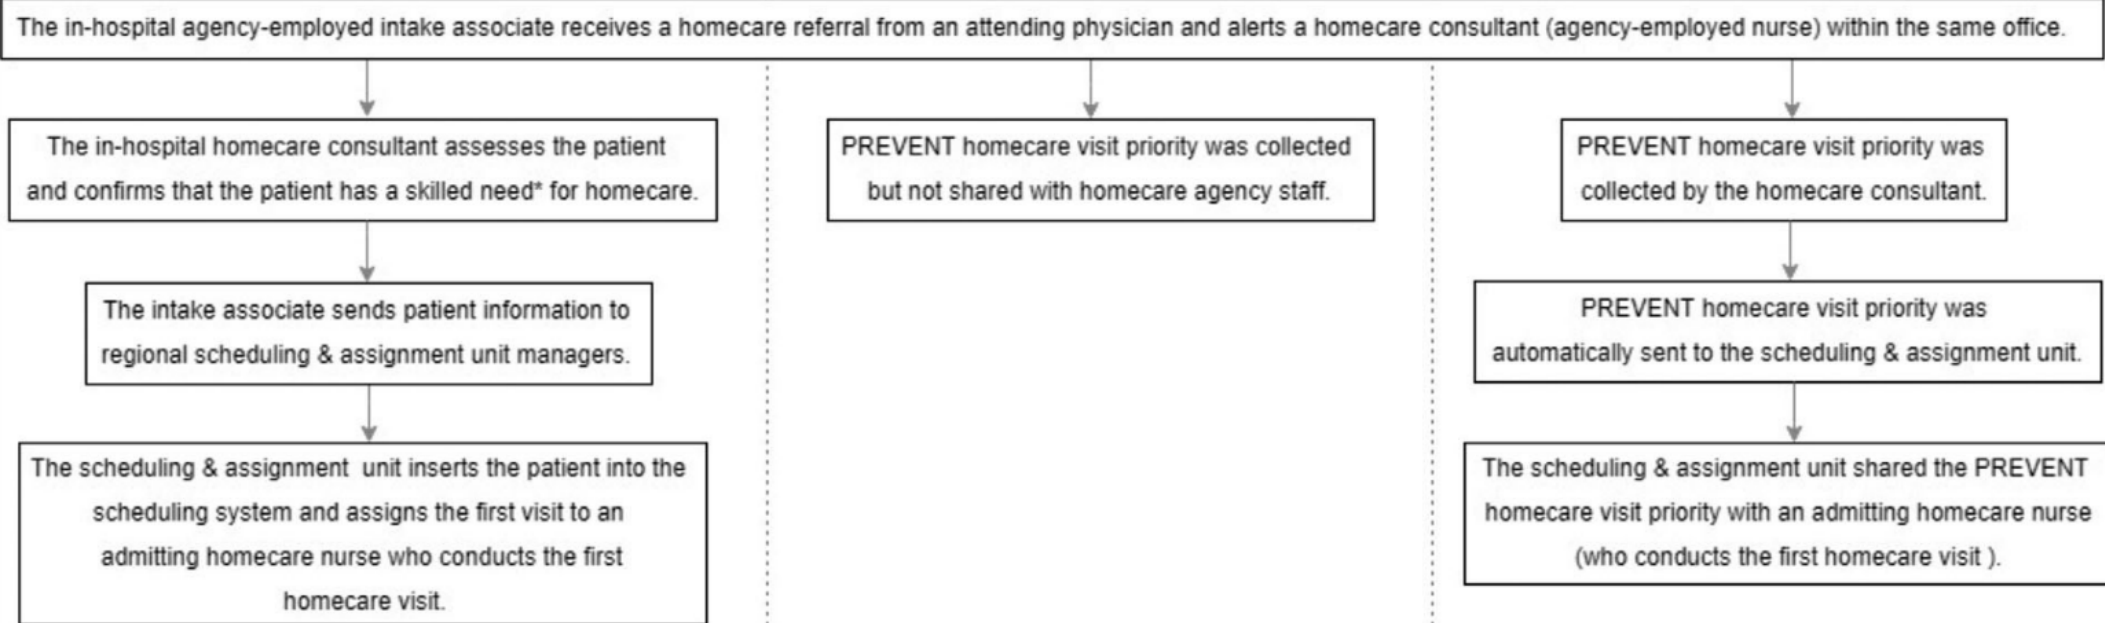 The in-hospital agency-employed intake associate receives a homecare referral from an attending physician and alerts a homecare consultant (agency-employed nurse) within the same office.
The in-hospital homecare consultant assesses the patient
and confirms that the patient has a skilled need* for homecare.
The intake associate sends patient information to
regional scheduling & assignment unit managers.
The scheduling & assignment unit inserts the patient into the
scheduling system and assigns the first visit to an
admitting homecare nurse who conducts the first
homecare visit.
PREVENT homecare visit priority was collected
but not shared with homecare agency staff.
PREVENT homecare visit priority was
collected by the homecare consultant.
PREVENT homecare visit priority was
automatically sent to the scheduling & assignment unit.
The scheduling & assignment unit shared the PREVENT
homecare visit priority with an admitting homecare nurse
(who conducts the first homecare visit ).